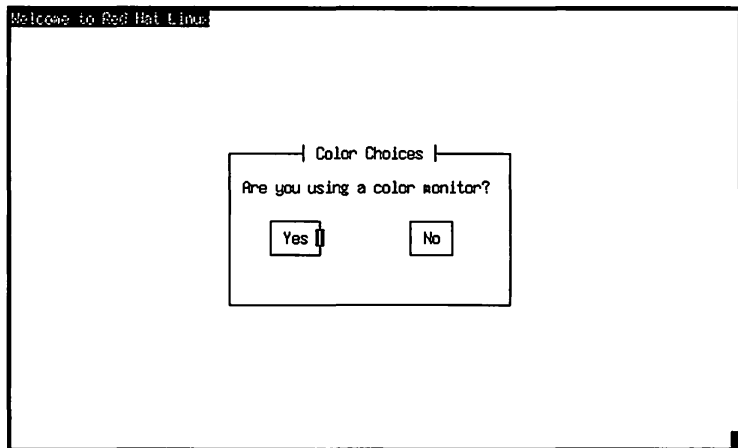 Welcome to Red Hat Linux
Color Choices
Are you using a color monitor?
Yes No